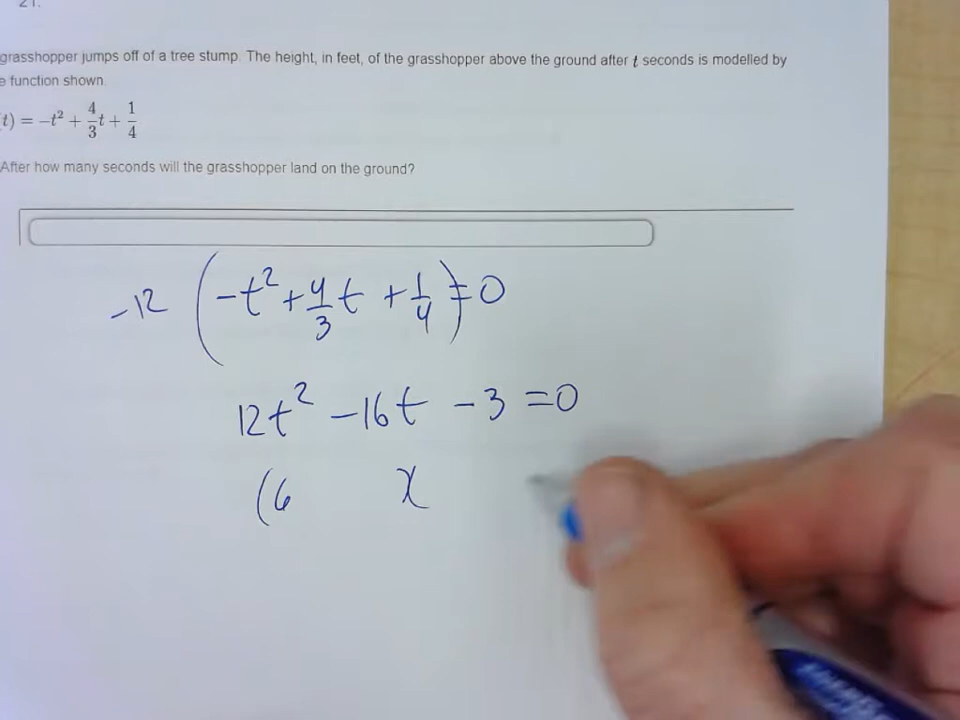 21.
grasshopper jumps off of a tree stump. The height, in feet, of the grasshopper above the ground after t seconds is modelled by
e function shown.
t) = -t² + 4/3 t + 1/4
After how many seconds will the grasshopper land on the ground?
-12 (-t² + 4/3 t + 1/4) = 0
12t² - 16t - 3 = 0
(6 )(